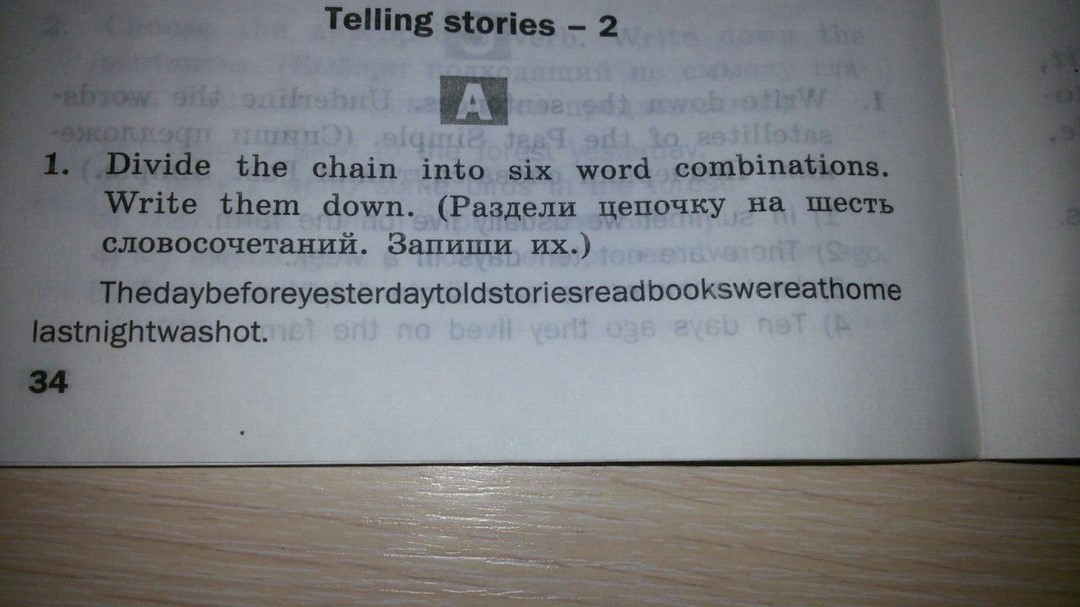 Telling stories – 2
A
1. Divide the chain into six word combinations.
Write them down. (Раздели цепочку на шесть
словосочетаний. Запиши их.)
Thedaybeforeyesterdaytoldstoriesreadbookswereathome
lastnightwashot.
34